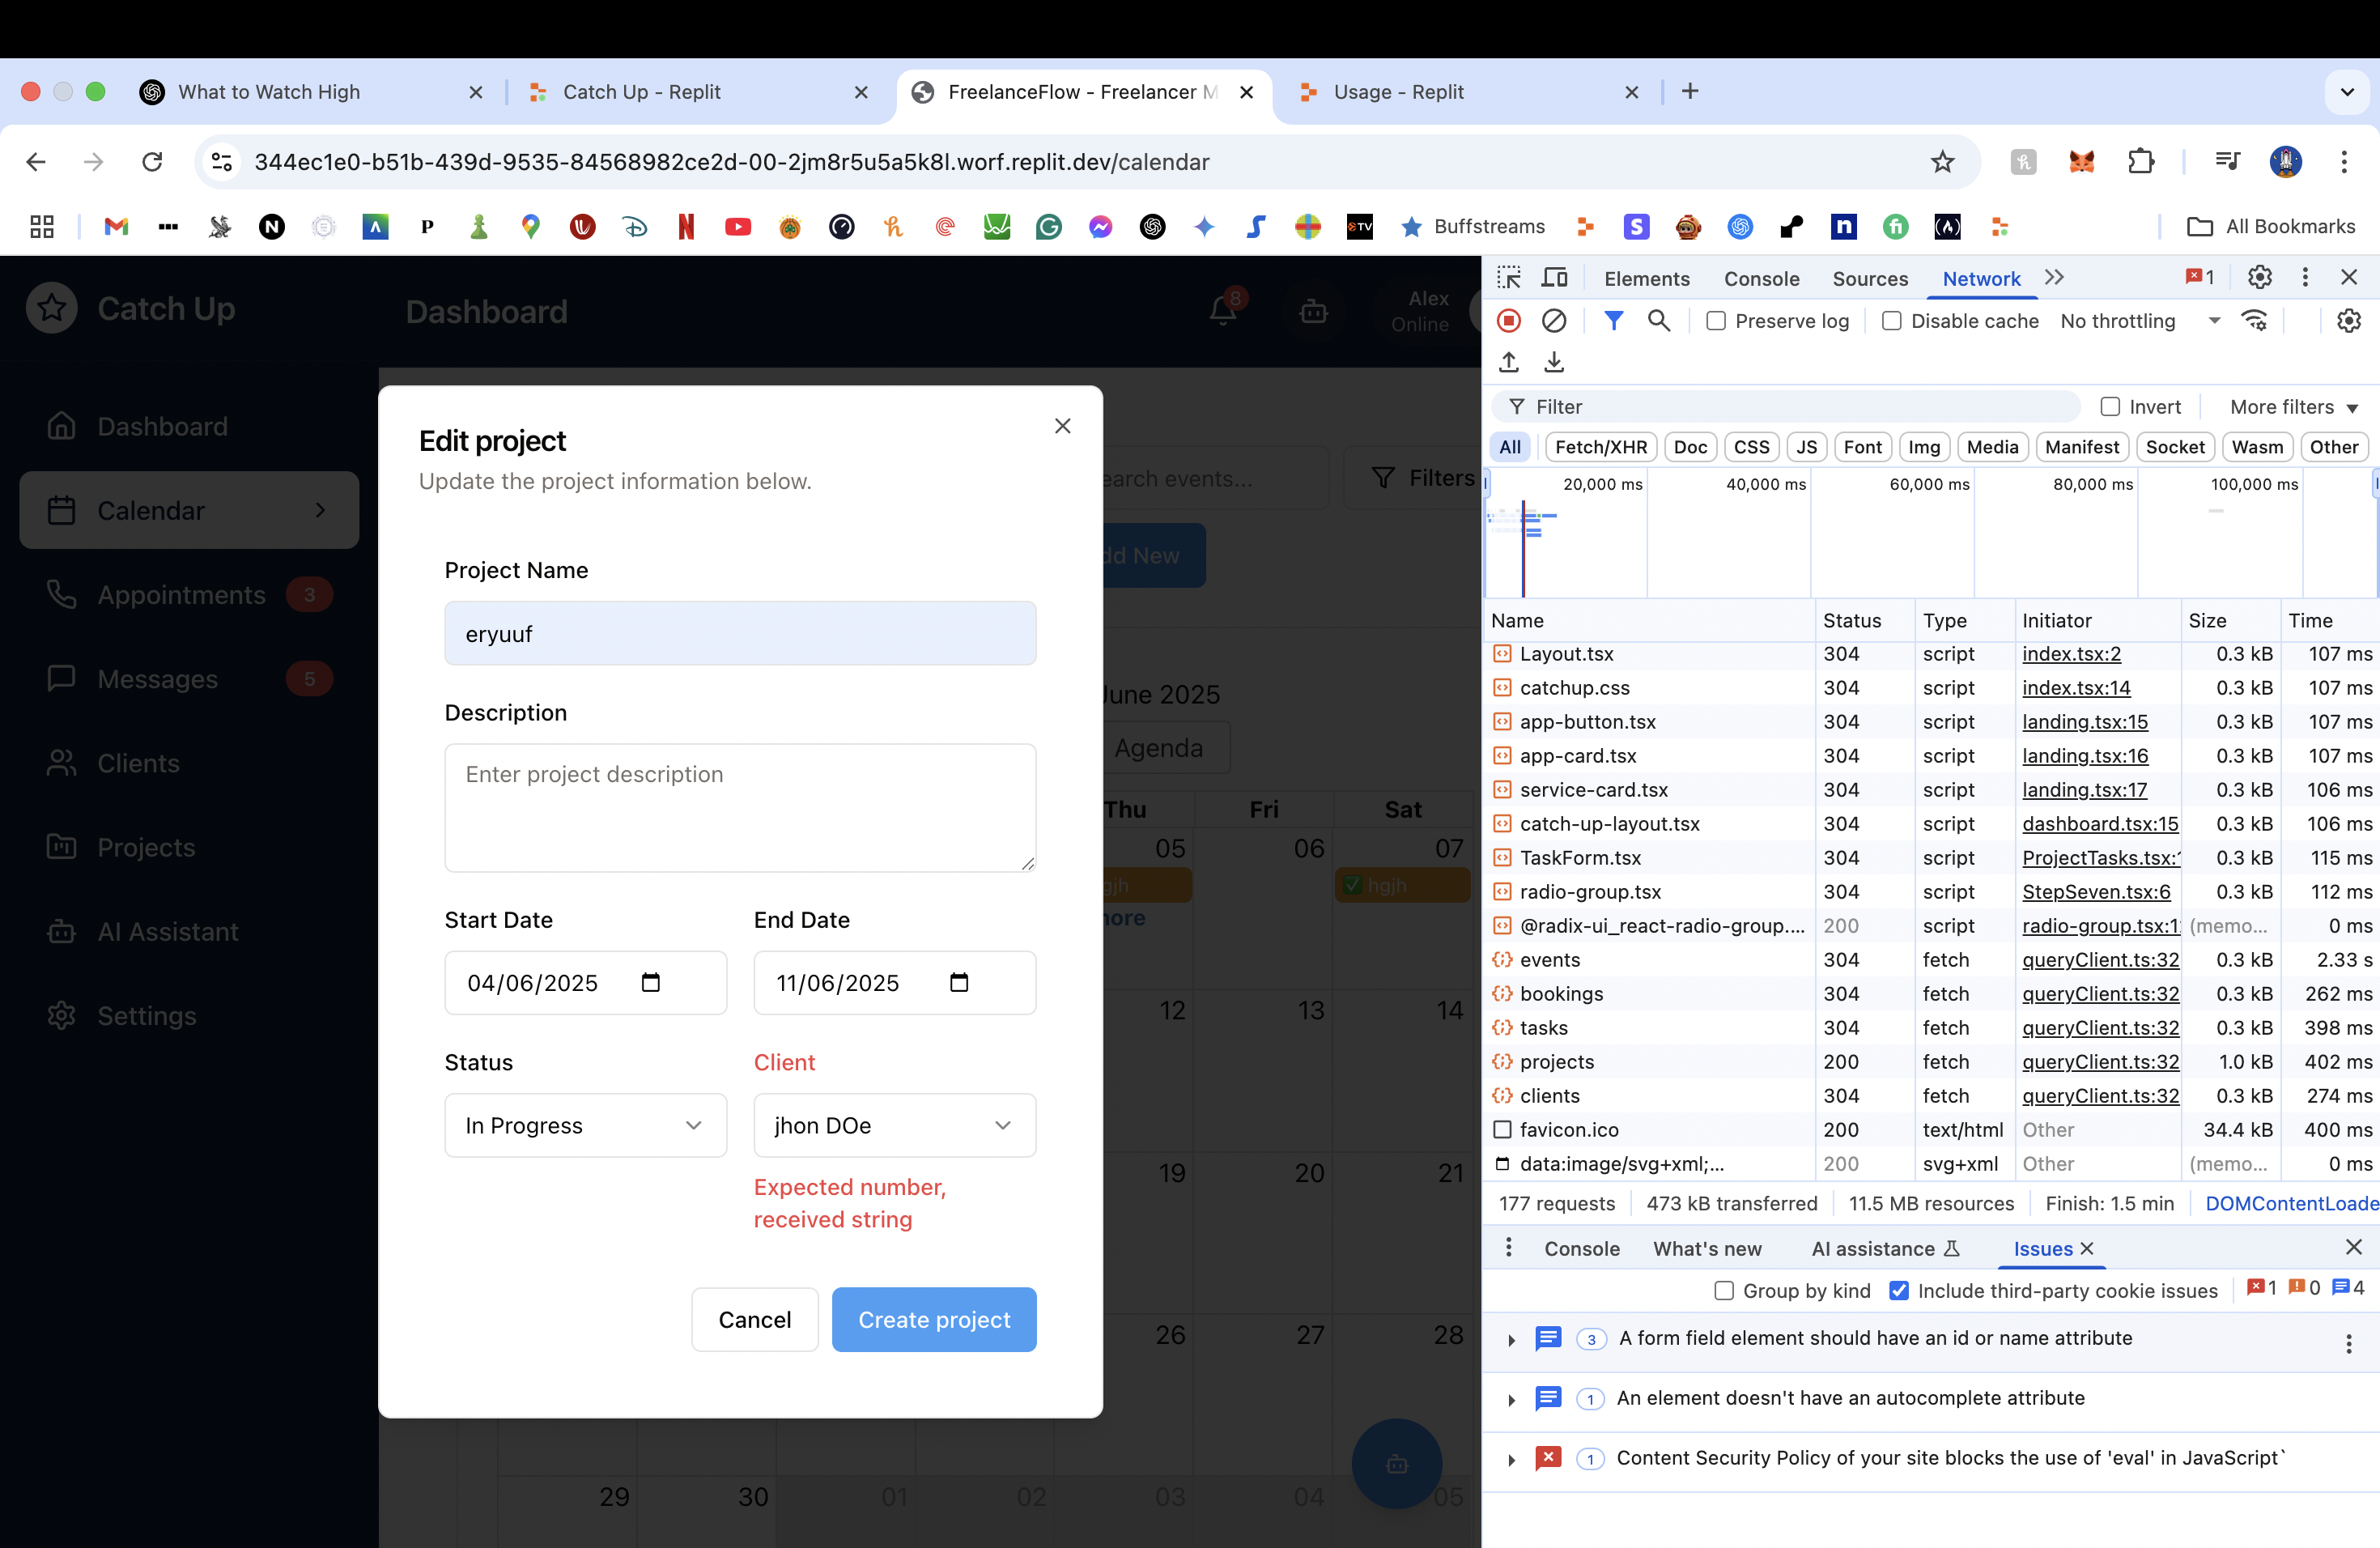 What to Watch High
Catch Up - Replit
FreelanceFlow - Freelancer M
Usage - Replit
344ec1e0-b51b-439d-9535-84568982ce2d-00-2jm8r5u5a5k8l.worf.replit.dev/calendar
Buffstreams
All Bookmarks
Catch Up
Dashboard
8
Alex
Online
Dashboard
Calendar
Appointments 3
Messages 5
Clients
Projects
AI Assistant
Settings
Edit project
Update the project information below.
Project Name
eryuuf
Description
Enter project description
Start Date End Date
04/06/2025 11/06/2025
Status Client
In Progress jhon DOe
Expected number,
received string
Cancel Create project
earch events...
Filters
dd New
June 2025
Agenda
Thu Fri Sat
05 06 07
gjh hgjh
nore
12 13 14
19 20 21
26 27 28
29 30 01 02 03 04 05
Elements Console Sources Network 1
Preserve log Disable cache No throttling
Filter Invert More filters
All Fetch/XHR Doc CSS JS Font Img Media Manifest Socket Wasm Other
20,000 ms 40,000 ms 60,000 ms 80,000 ms 100,000 ms
Name Status Type Initiator Size Time
Layout.tsx 304 script index.tsx:2 0.3 kB 107 ms
catchup.css 304 script index.tsx:14 0.3 kB 107 ms
app-button.tsx 304 script landing.tsx:15 0.3 kB 107 ms
app-card.tsx 304 script landing.tsx:16 0.3 kB 107 ms
service-card.tsx 304 script landing.tsx:17 0.3 kB 106 ms
catch-up-layout.tsx 304 script dashboard.tsx:15 0.3 kB 106 ms
TaskForm.tsx 304 script ProjectTasks.tsx:1 0.3 kB 115 ms
radio-group.tsx 304 script StepSeven.tsx:6 0.3 kB 112 ms
@radix-ui_react-radio-group.... 200 script radio-group.tsx:1 (memo... 0 ms
events 304 fetch queryClient.ts:32 0.3 kB 2.33 s
bookings 304 fetch queryClient.ts:32 0.3 kB 262 ms
tasks 304 fetch queryClient.ts:32 0.3 kB 398 ms
projects 200 fetch queryClient.ts:32 1.0 kB 402 ms
clients 304 fetch queryClient.ts:32 0.3 kB 274 ms
favicon.ico 200 text/html Other 34.4 kB 400 ms
data:image/svg+xml;... 200 svg+xml Other (memo... 0 ms
177 requests 473 kB transferred 11.5 MB resources Finish: 1.5 min DOMContentLoade
Console What's new AI assistance Issues
Group by kind Include third-party cookie issues 1 0 4
3 A form field element should have an id or name attribute
1 An element doesn't have an autocomplete attribute
1 Content Security Policy of your site blocks the use of 'eval' in JavaScript`